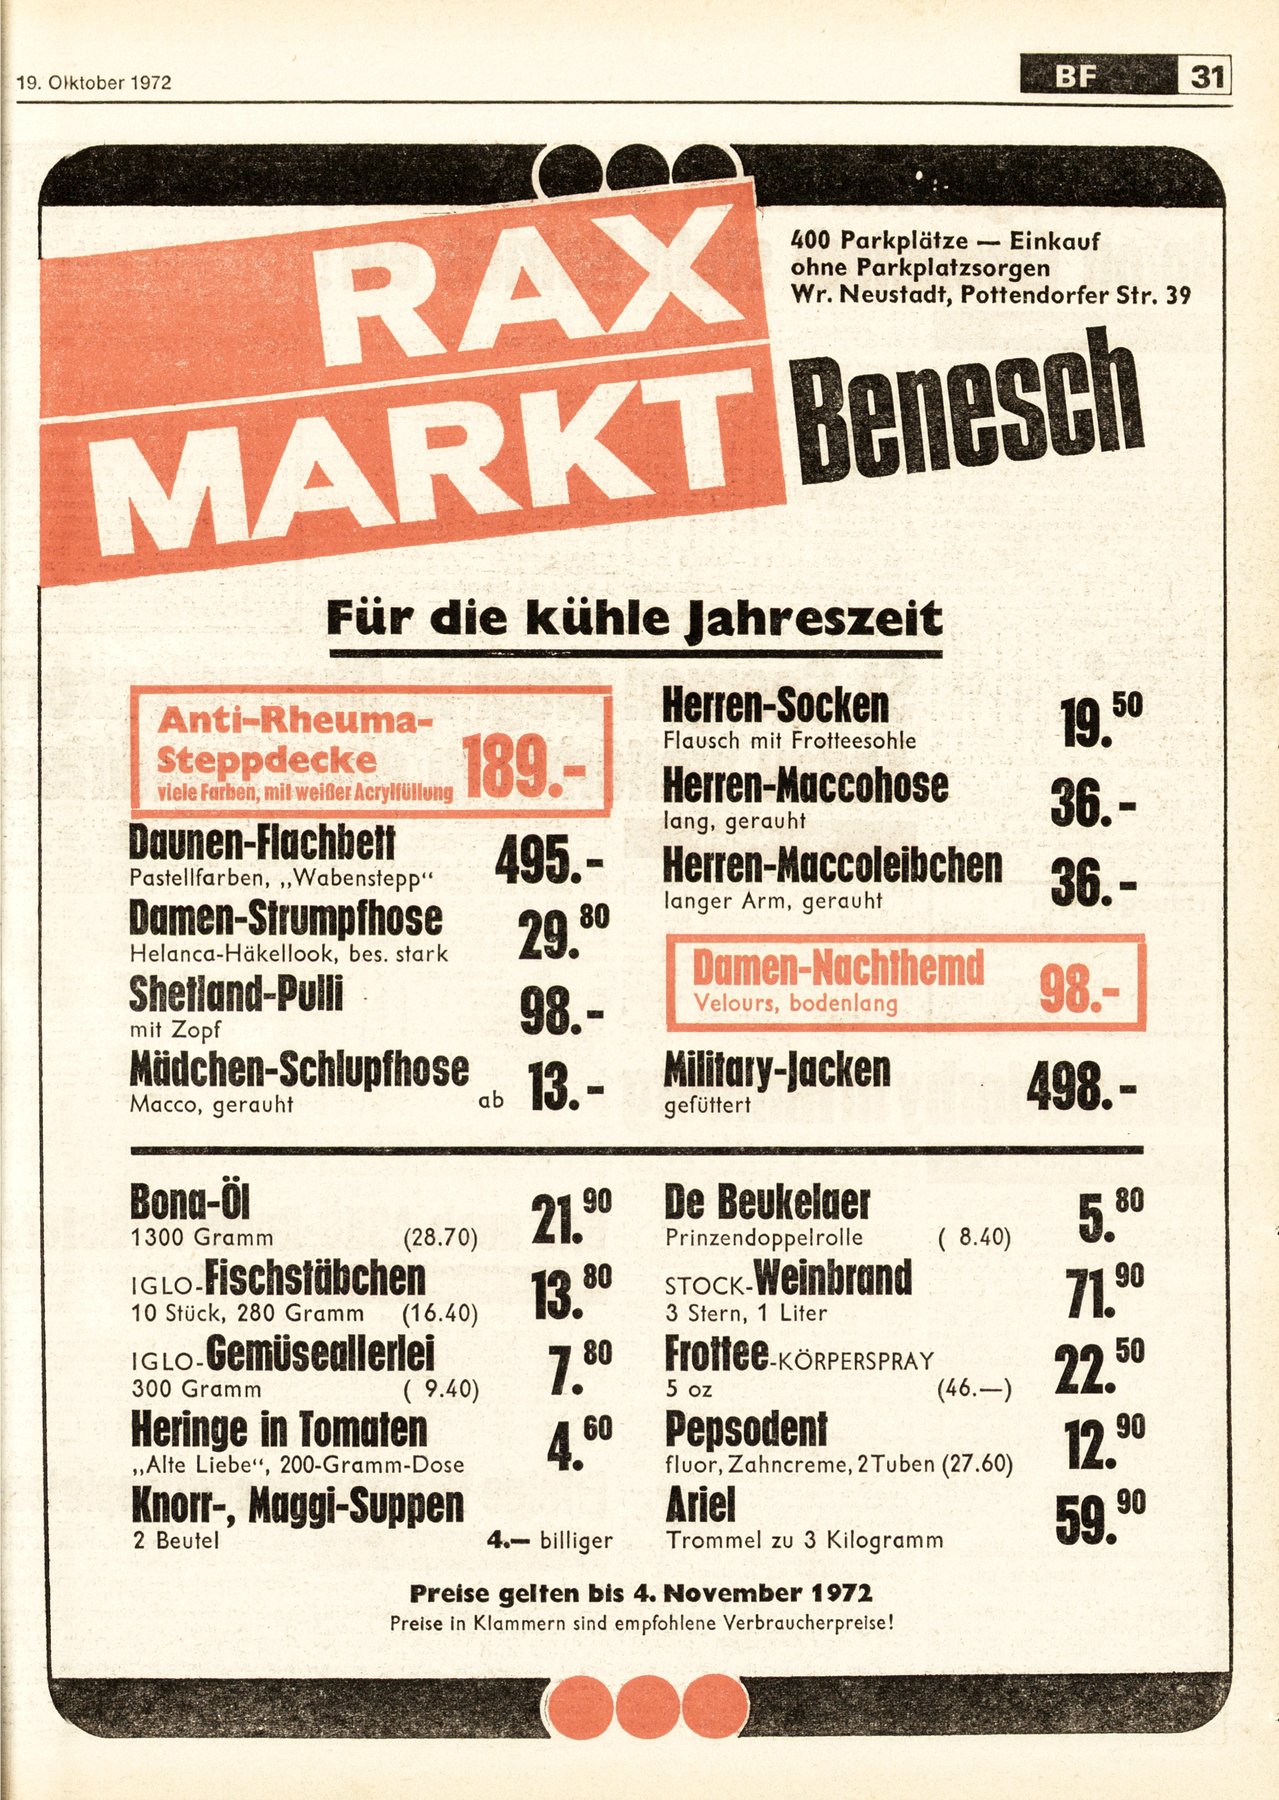 19. Olktober 1972
BF 31
RAX
MARKT
400 Parkplätze — Einkauf
ohne Parkplatzsorgen
Wr. Neustadt, Pottendorfer Str. 39
Benesch
Für die kühle Jahreszeit
Anti-Rheuma-
Steppdecke
viele Farben, mit weißer Acrylfüllung 189.-
Daunen-Flachbett
Pastellfarben, „Wabenstepp“ 495.-
Damen-Strumpfhose
Helanca-Häkellook, bes. stark 29.80
Shetland-Pulli
mit Zopf 98.-
Mädchen-Schlupfhose
Macco, gerauht ab 13.-
Herren-Socken
Flausch mit Frotteesohle 19.50
Herren-Maccohose
lang, gerauht 36.-
Herren-Maccoleibchen
langer Arm, gerauht 36.-
Damen-Nachthemd
Velours, bodenlang 98.-
Military-Jacken
gefüttert 498.-
Bona-Öl
1300 Gramm (28.70) 21.90
IGLO-Fischstäbchen
10 Stück, 280 Gramm (16.40) 13.80
IGLO-Gemüseallerlei
300 Gramm ( 9.40) 7.80
Heringe in Tomaten
„Alte Liebe“, 200-Gramm-Dose 4.60
Knorr-, Maggi-Suppen
2 Beutel 4.— billiger
De Beukelaer
Prinzendoppelrolle ( 8.40) 5.80
STOCK-Weinbrand
3 Stern, 1 Liter 71.90
Frottee-KÖRPERSPRAY
5 oz (46.—) 22.50
Pepsodent
fluor, Zahncreme, 2 Tuben (27.60) 12.90
Ariel
Trommel zu 3 Kilogramm 59.90
Preise gelten bis 4. November 1972
Preise in Klammern sind empfohlene Verbraucherpreise!